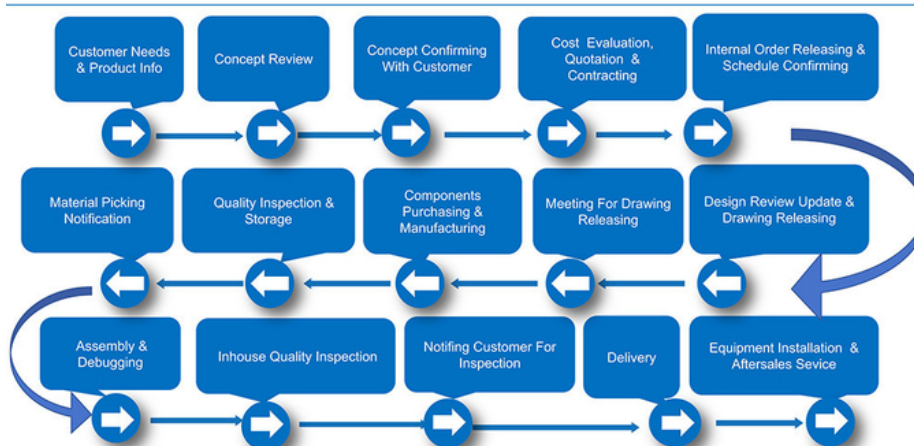 Customer Needs
& Product Info
Concept Review
Concept Confirming
With Customer
Cost Evaluation,
Quotation &
Contracting
Internal Order Releasing &
Schedule Confirming
Material Picking
Notification
Quality Inspection &
Storage
Components
Purchasing &
Manufacturing
Meeting For Drawing
Releasing
Design Review Update &
Drawing Releasing
Assembly &
Debugging
Inhouse Quality Inspection
Notifing Customer For
Inspection
Delivery
Equipment Installation &
Aftersales Sevice